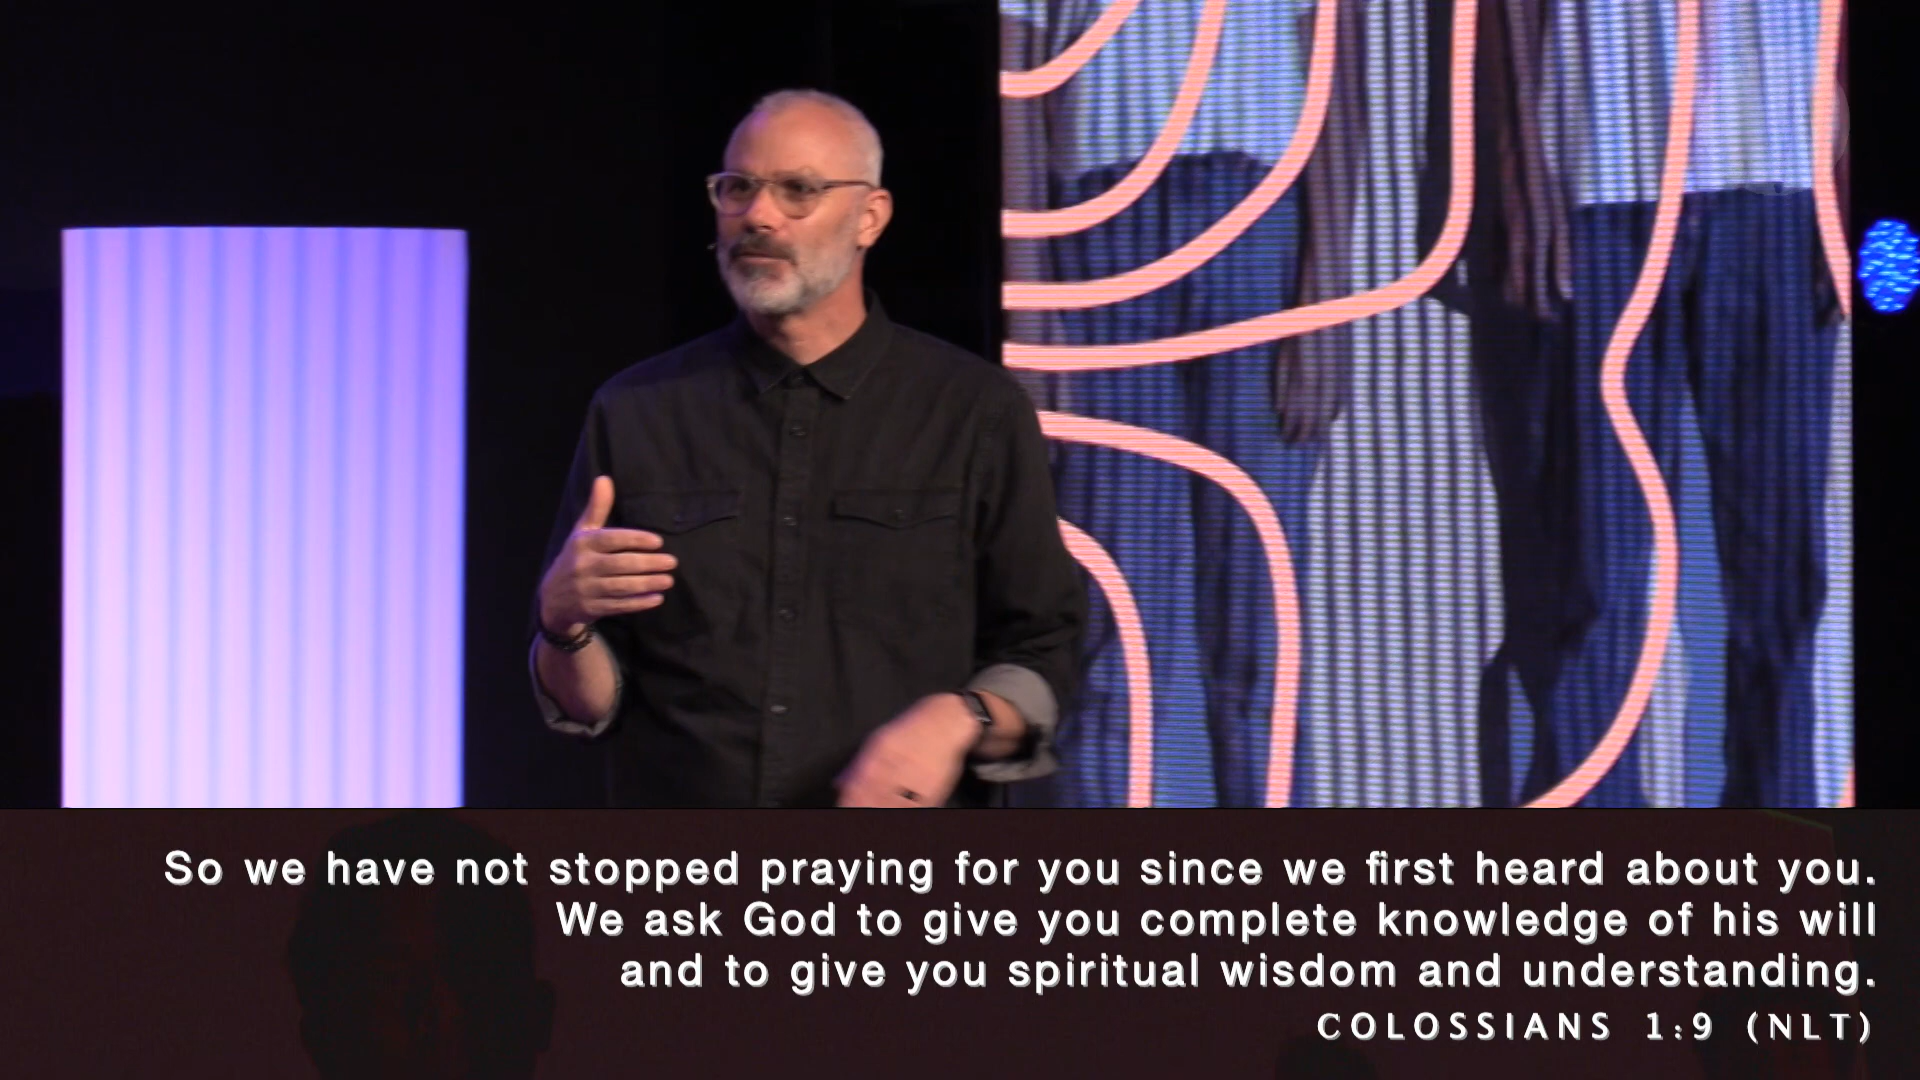 So we have not stopped praying for you since we first heard about you.
We ask God to give you complete knowledge of his will
and to give you spiritual wisdom and understanding.
COLOSSIANS 1:9 (NLT)